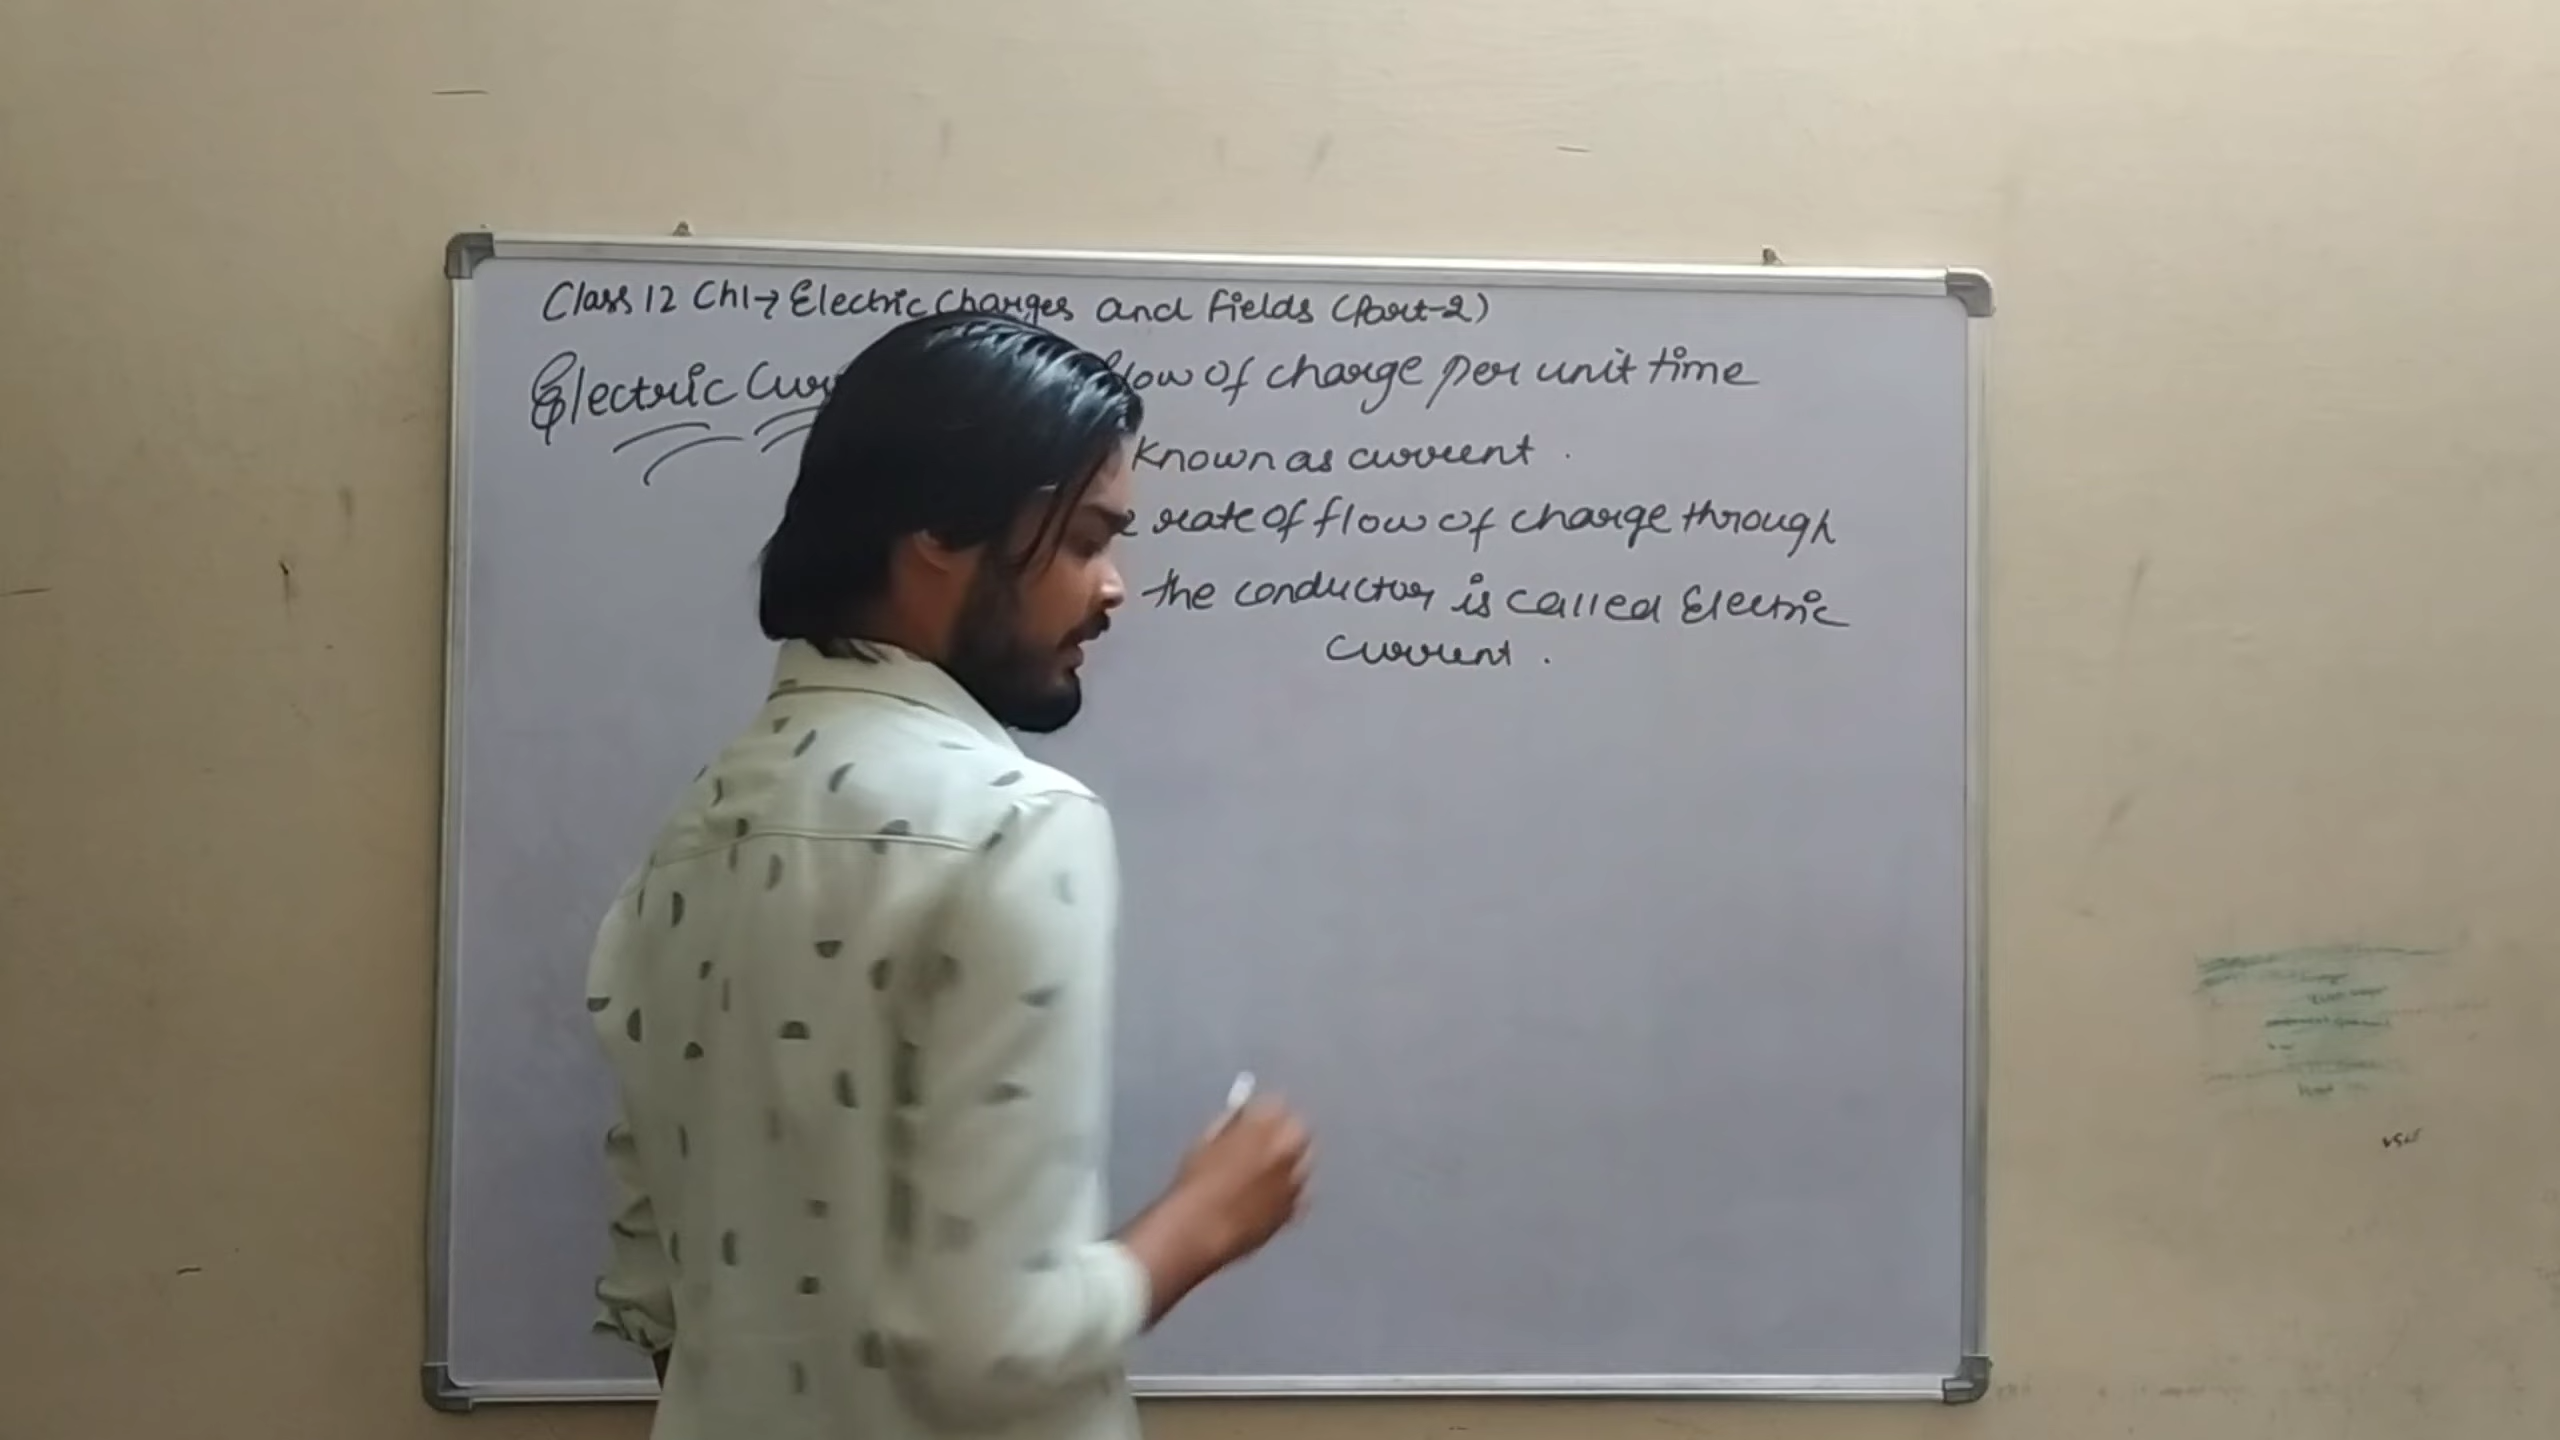 Class 12 Ch1→ Electric Charges and Fields (Part-2)
Electric flow of charge per unit time
known as current .
rate of flow of charge through
the conductor is called Electric
current .